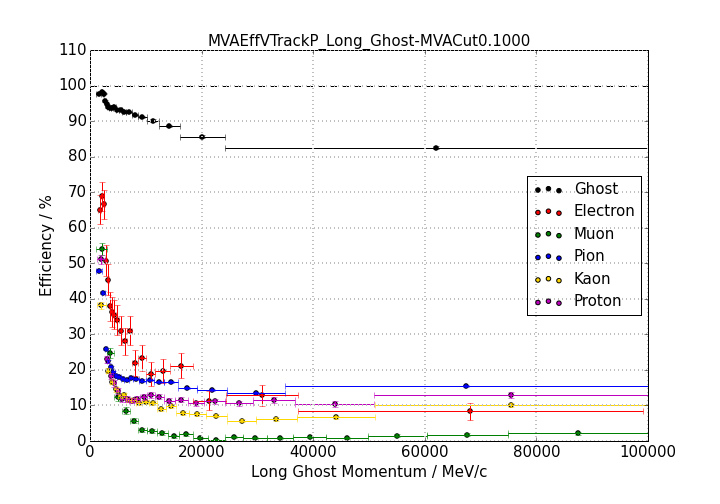 MVAEffVTrackP_Long_Ghost-MVACut0.1000
110
100
90
80
70
60
50
40
30
20
10
0
Efficiency / %
Ghost
Electron
Muon
Pion
Kaon
Proton
0 20000 40000 60000 80000 100000
Long Ghost Momentum / MeV/c